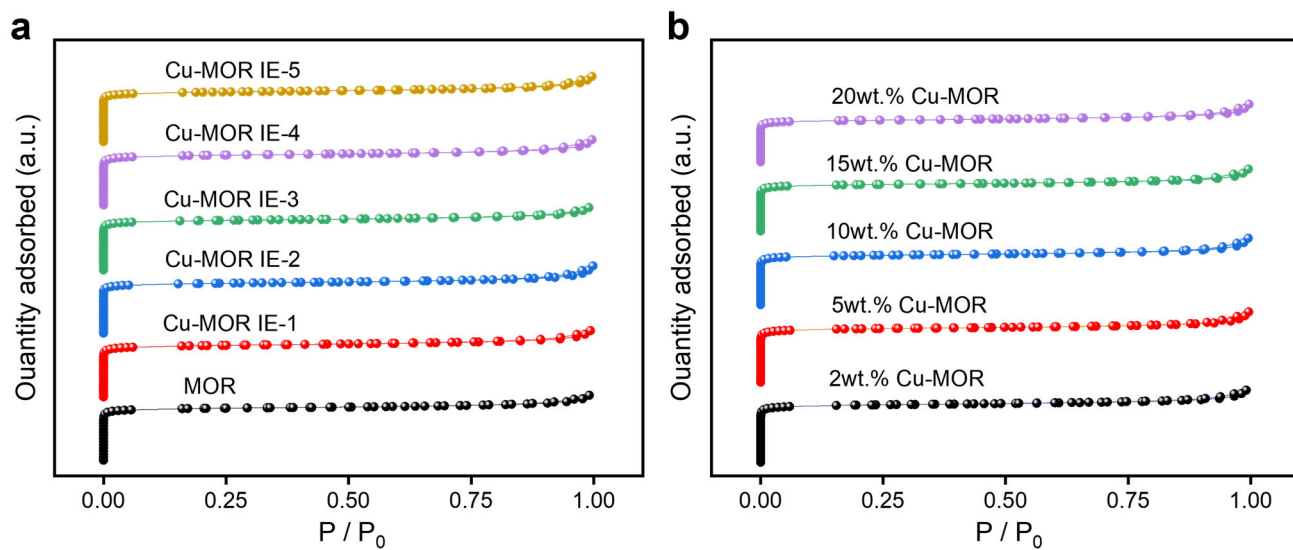 a
Cu-MOR IE-5
Cu-MOR IE-4
Cu-MOR IE-3
Cu-MOR IE-2
Cu-MOR IE-1
MOR
Ouantity adsorbed (a.u.)
0.00 0.25 0.50 0.75 1.00
P / P₀
b
20wt.% Cu-MOR
15wt.% Cu-MOR
10wt.% Cu-MOR
5wt.% Cu-MOR
2wt.% Cu-MOR
Ouantity adsorbed (a.u.)
0.00 0.25 0.50 0.75 1.00
P / P₀